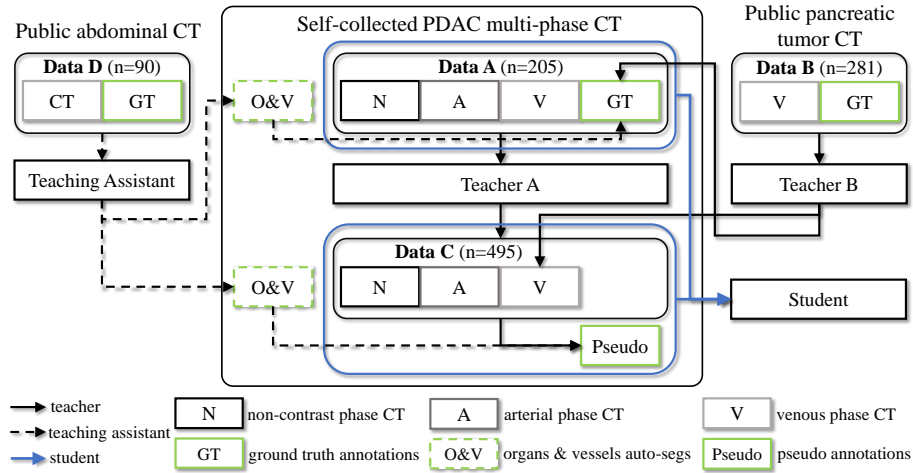 Self-collected PDAC multi-phase CT
Public abdominal CT
Public pancreatic
tumor CT
Data D (n=90)
CT GT
O&V
Data A (n=205)
N A V GT
Data B (n=281)
V GT
Teaching Assistant
Teacher A
Teacher B
Data C (n=495)
O&V
N A V
Student
Pseudo
teacher
teaching assistant
student
N non-contrast phase CT
A arterial phase CT
V venous phase CT
GT ground truth annotations
O&V organs & vessels auto-segs
Pseudo pseudo annotations